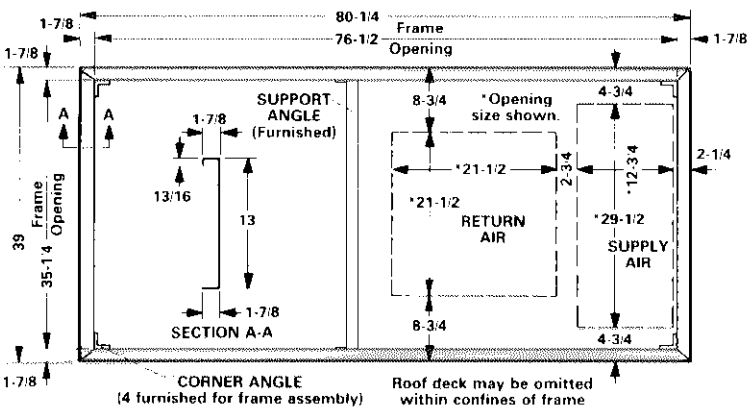 80-1/4
1-7/8
Frame
Opening
76-1/2
1-7/8
1-7/8
A
A
SUPPORT
ANGLE
(Furnished)
1-7/8
8-3/4
*Opening
size shown.
4-3/4
2-1/4
13/16
13
*21-1/2
*21-1/2
2-3/4
*12-3/4
*29-1/2
RETURN
AIR
SUPPLY
AIR
39
35-1/4
Frame
Opening
1-7/8
SECTION A-A
8-3/4
4-3/4
1-7/8
CORNER ANGLE
(4 furnished for frame assembly)
Roof deck may be omitted
within confines of frame